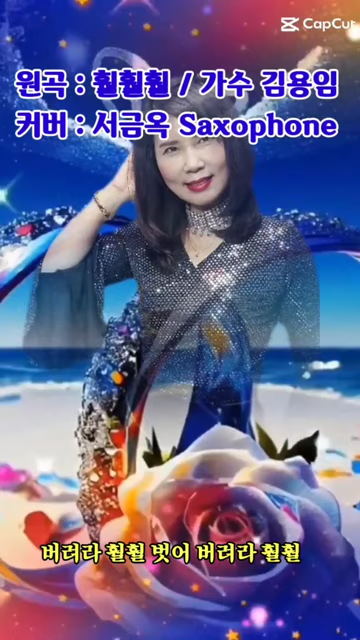 CapCut
원곡 : 훨훨훨 / 가수 김용임
커버 : 서금옥 Saxophone
버려라 훨훨 벗어 버려라 훨훨